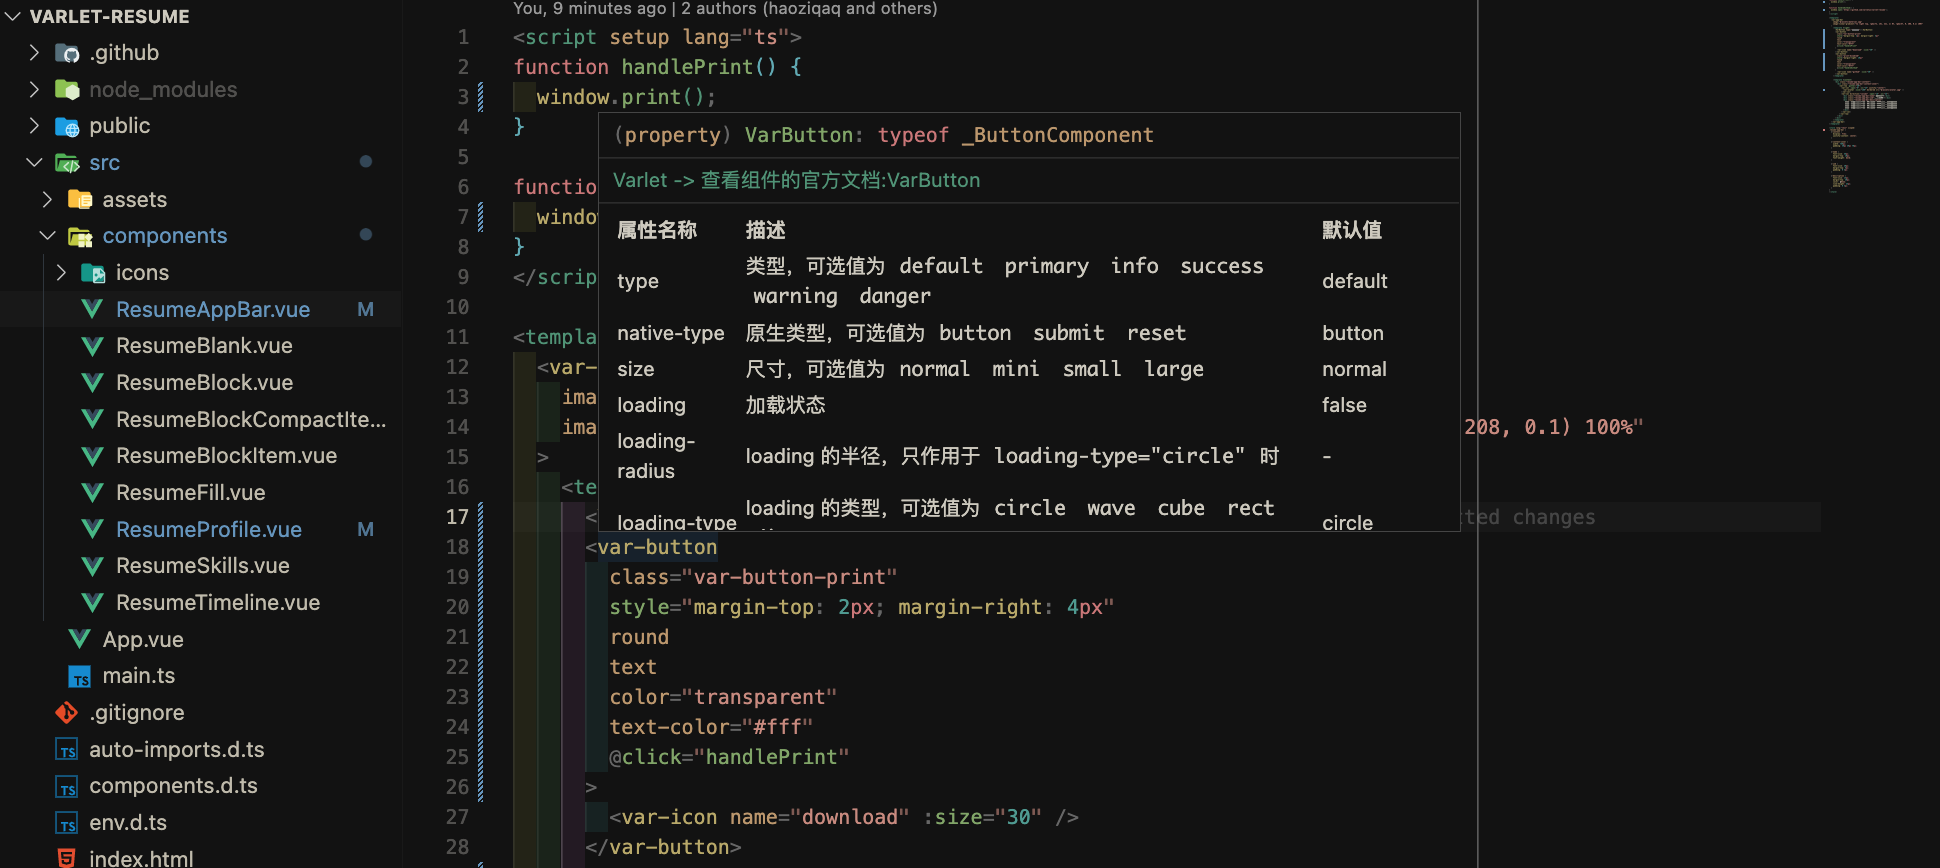 VARLET-RESUME
.github
node_modules
public
src
assets
components
icons
ResumeAppBar.vue M
ResumeBlank.vue
ResumeBlock.vue
ResumeBlockCompactIte...
ResumeBlockItem.vue
ResumeFill.vue
ResumeProfile.vue M
ResumeSkills.vue
ResumeTimeline.vue
App.vue
TS main.ts
.gitignore
TS auto-imports.d.ts
TS components.d.ts
TS env.d.ts
5 index.html
You, 9 minutes ago | 2 authors (haoziqaq and others)
1 <script setup lang="ts">
2 function handlePrint() {
3 window.print();
4 }
5
6 functio
7 windo
8 }
9 </scrip
10
11 <templa
12 <var-
13 ima
14 ima 208, 0.1) 100%"
15 >
16 <te
17 < ted changes
18 <var-button
19 class="var-button-print"
20 style="margin-top: 2px; margin-right: 4px"
21 round
22 text
23 color="transparent"
24 text-color="#fff"
25 @click="handlePrint"
26 >
27 <var-icon name="download" :size="30" />
28 </var-button>
(property) VarButton: typeof _ButtonComponent
Varlet -> 查看组件的官方文档:VarButton
属性名称 描述 默认值
type 类型，可选值为 default primary info success
warning danger default
native-type 原生类型，可选值为 button submit reset button
size 尺寸，可选值为 normal mini small large normal
loading 加载状态 false
loading-
radius loading 的半径，只作用于 loading-type="circle" 时 -
loading-type loading 的类型，可选值为 circle wave cube rect circle